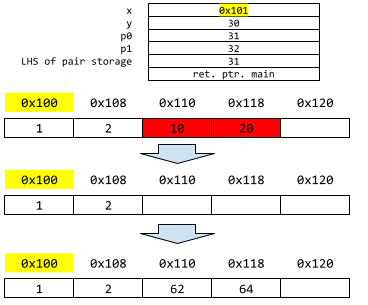 x 0x101
y 30
p0 31
p1 32
LHS of pair storage 31
ret. ptr. main
0x100 0x108 0x110 0x118 0x120
1 2 10 20
0x100 0x108 0x110 0x118 0x120
1 2
0x100 0x108 0x110 0x118 0x120
1 2 62 64